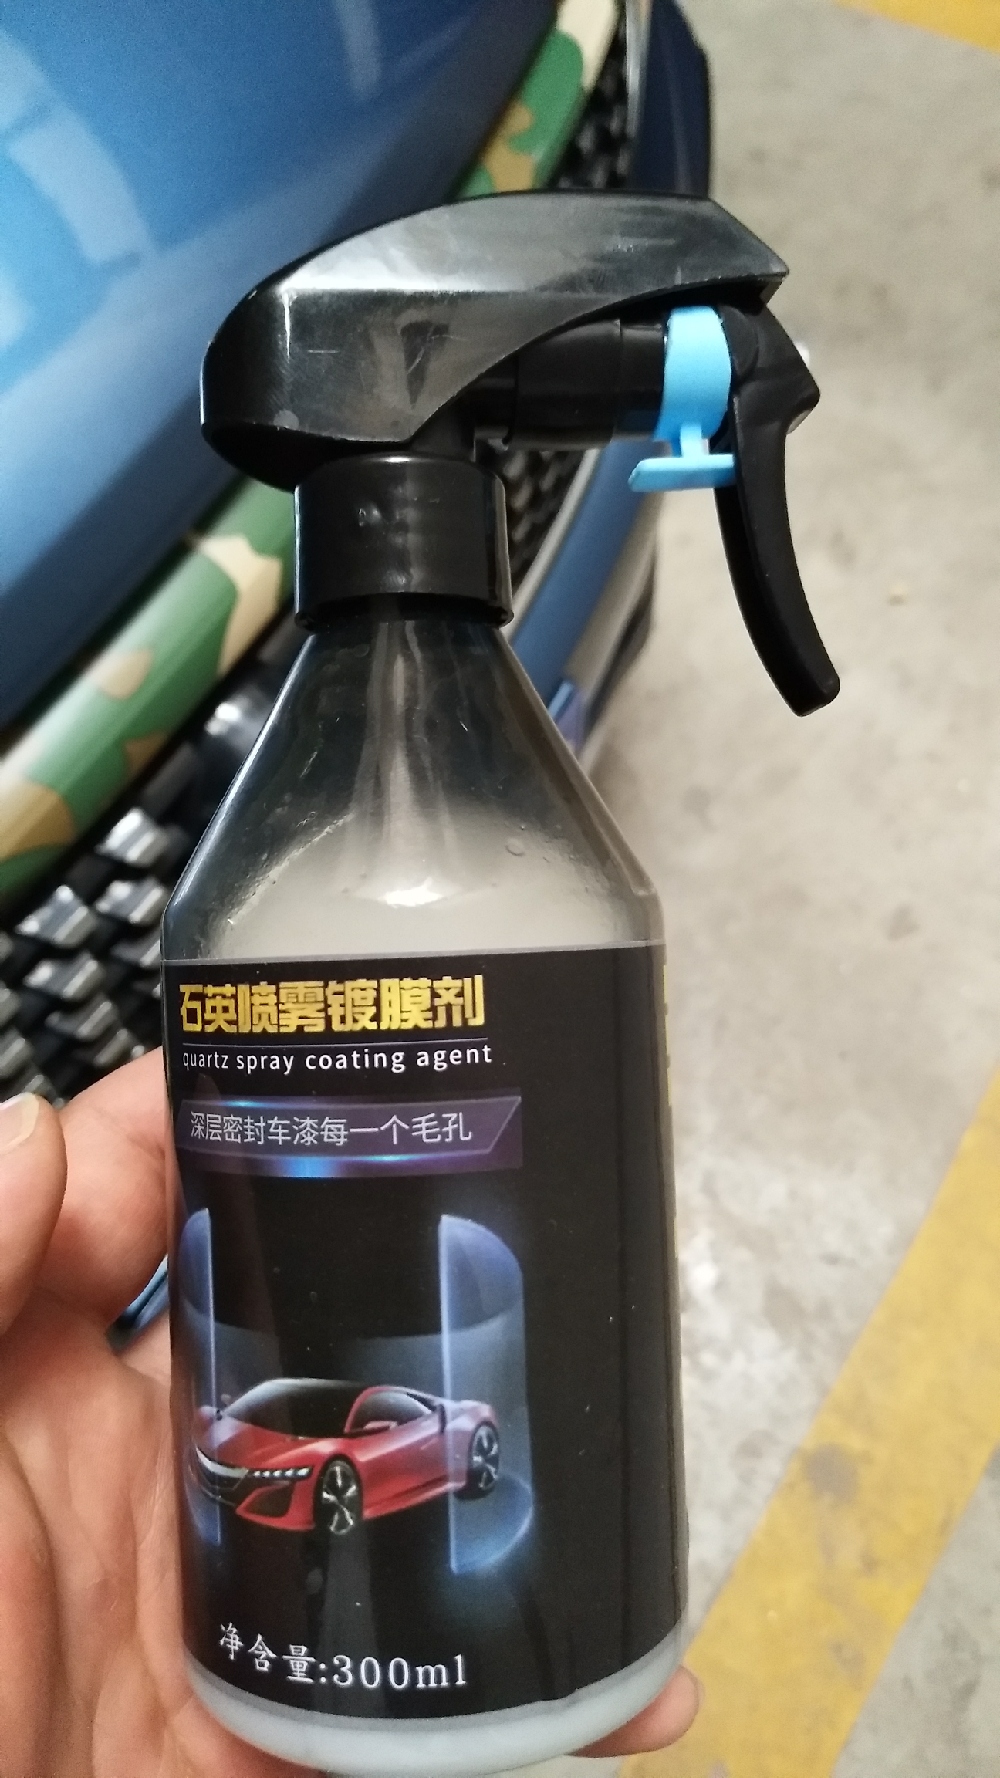 石英喷雾镀膜剂
quartz spray coating agent
深层密封车漆每一个毛孔
净含量:300ml